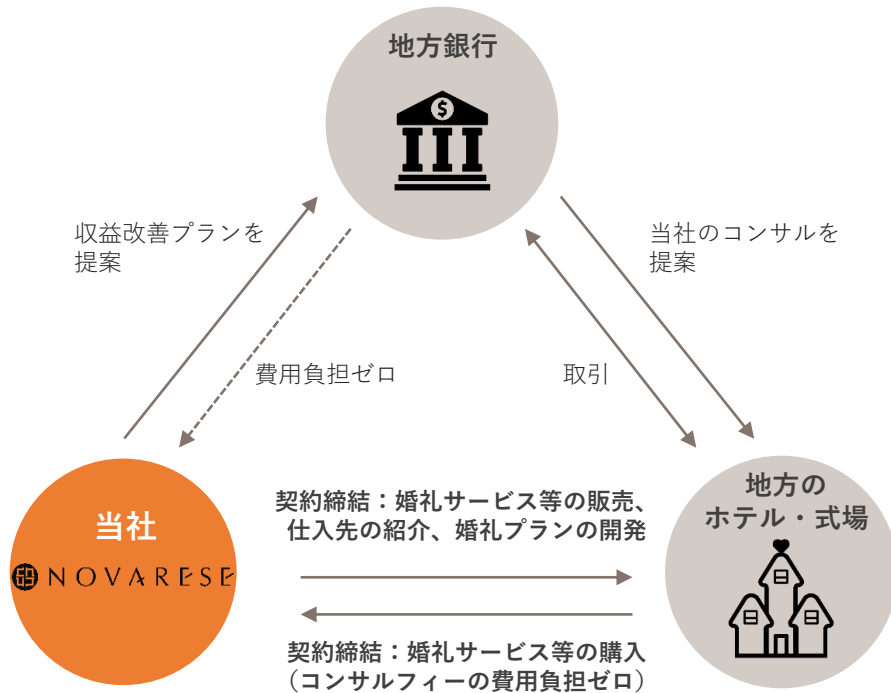 地方銀行
$
収益改善プランを
提案
当社のコンサルを
提案
費用負担ゼロ
取引
当社
NOVARESE
契約締結：婚礼サービス等の販売、
仕入先の紹介、婚礼プランの開発
地方の
ホテル・式場
契約締結：婚礼サービス等の購入
（コンサルフィーの費用負担ゼロ）